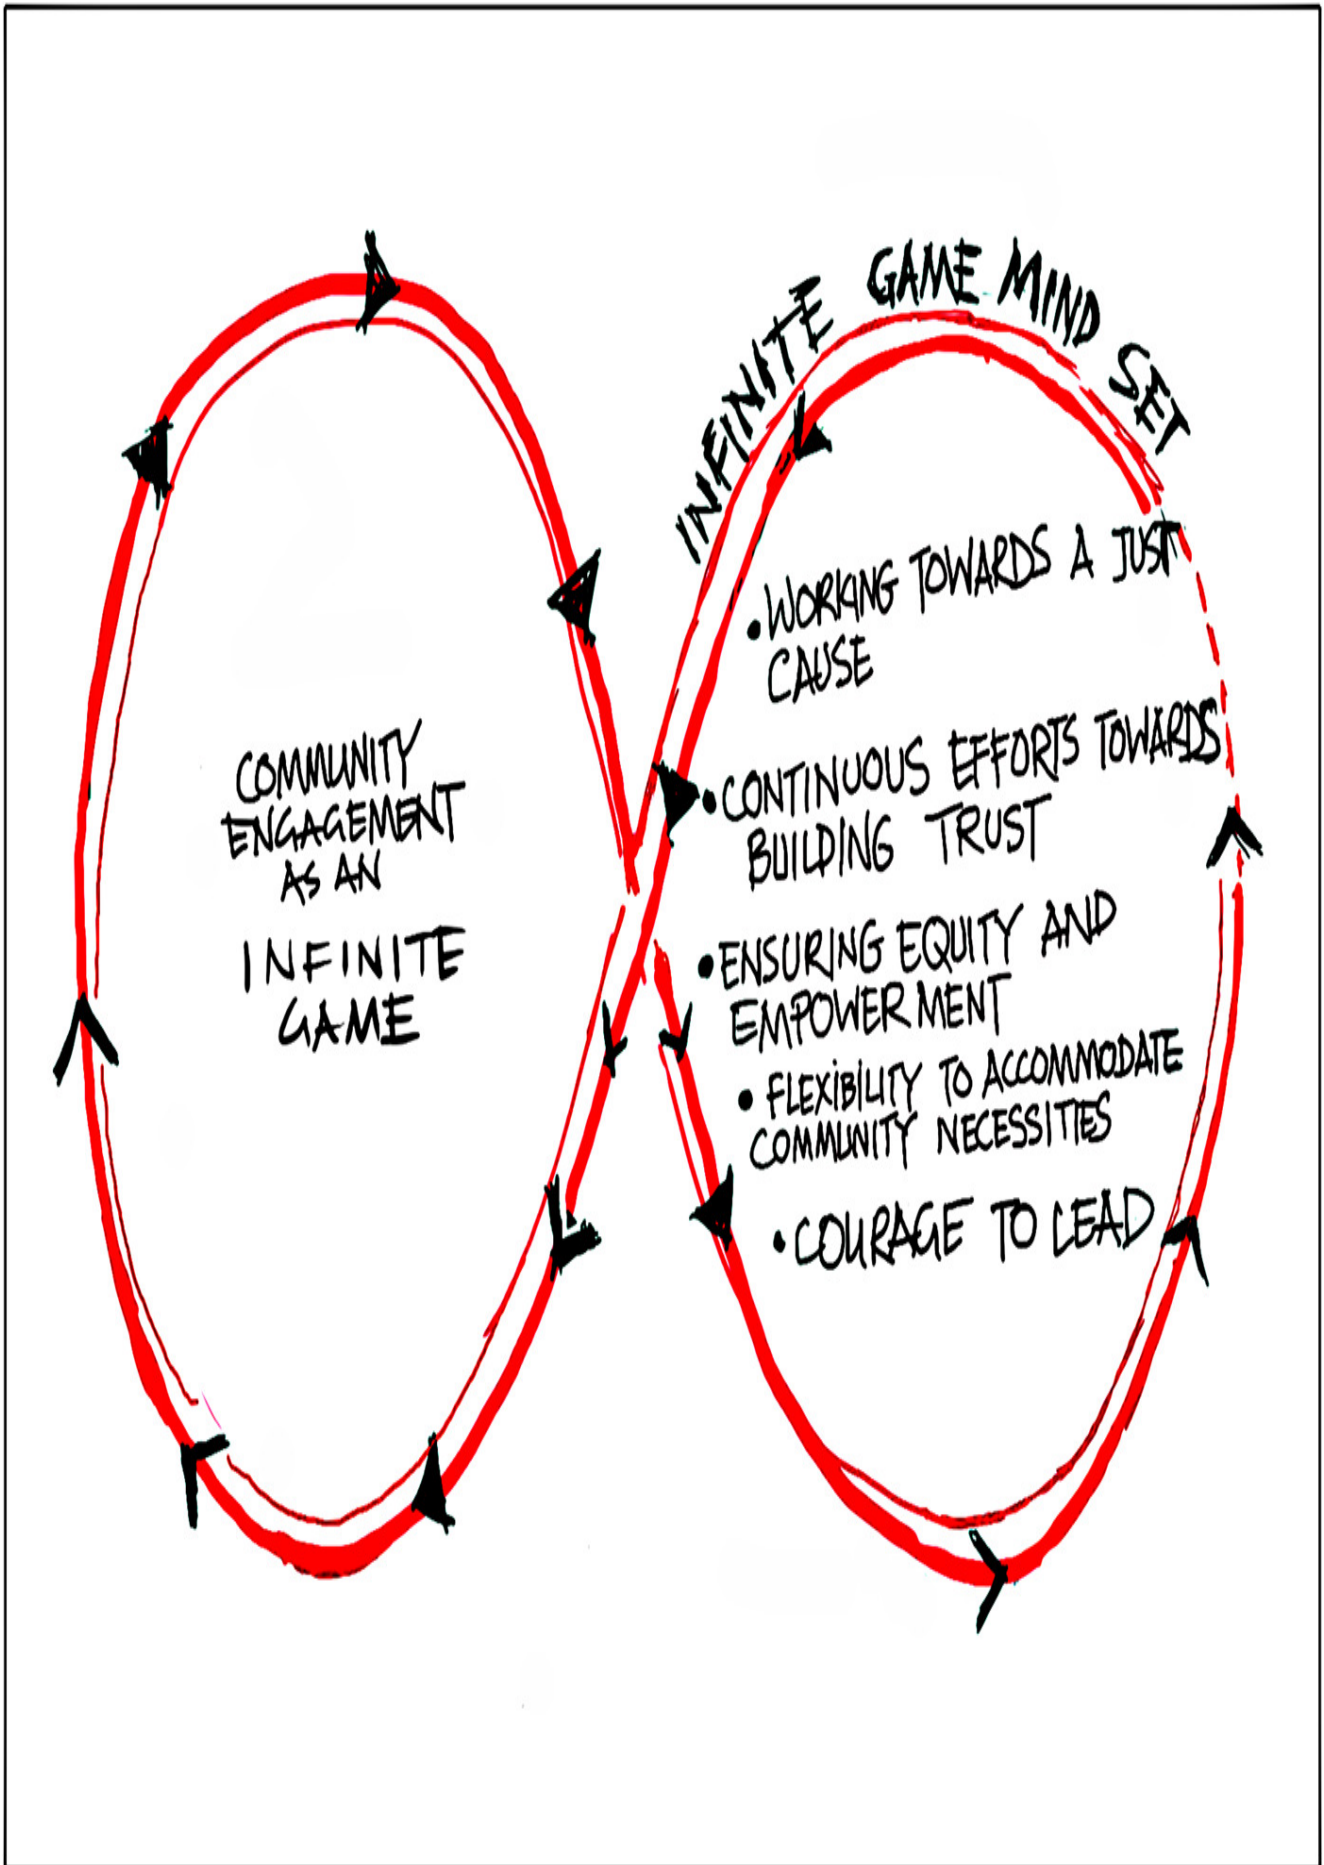 COMMUNITY
ENGAGEMENT
AS AN
INFINITE
GAME
INFINITE GAME MIND SET
• WORKING TOWARDS A JUST
CAUSE
• CONTINUOUS EFFORTS TOWARDS
BUILDING TRUST
• ENSURING EQUITY AND
EMPOWERMENT
• FLEXIBILITY TO ACCOMMODATE
COMMUNITY NECESSITIES
• COURAGE TO LEAD